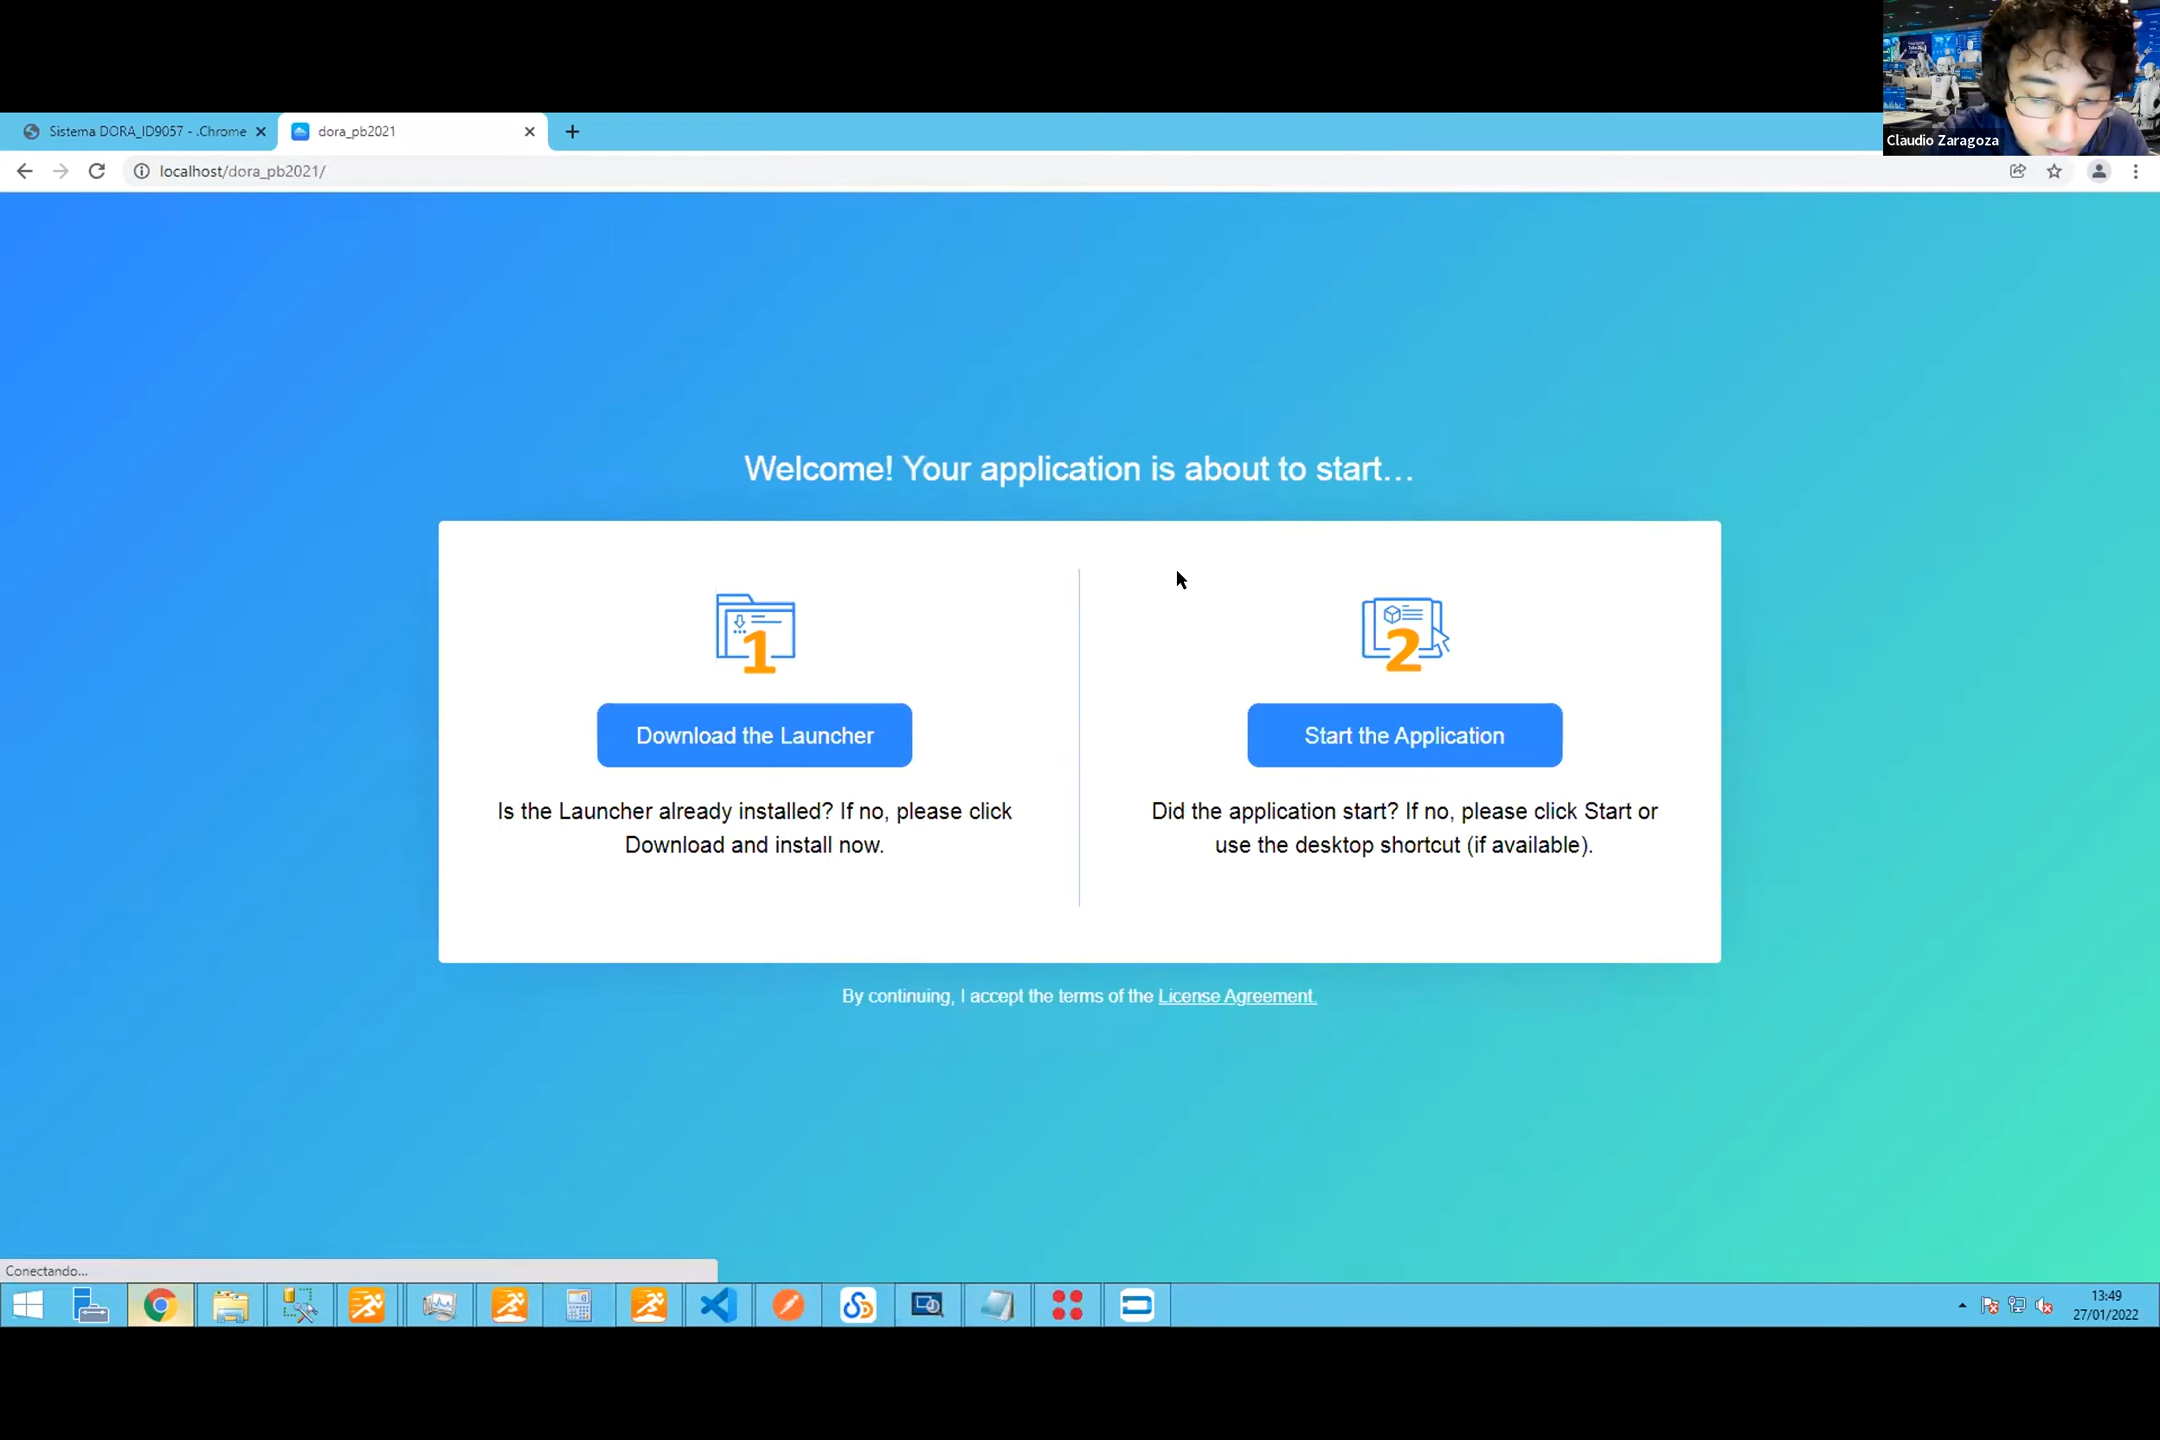 Claudio Zaragoza
Sistema DORA_ID9057 - .Chrome
dora_pb2021
localhost/dora_pb2021/
Welcome! Your application is about to start...
1
2
Download the Launcher
Start the Application
Is the Launcher already installed? If no, please click
Download and install now.
Did the application start? If no, please click Start or
use the desktop shortcut (if available).
By continuing, I accept the terms of the License Agreement.
Conectando...
13:49
27/01/2022